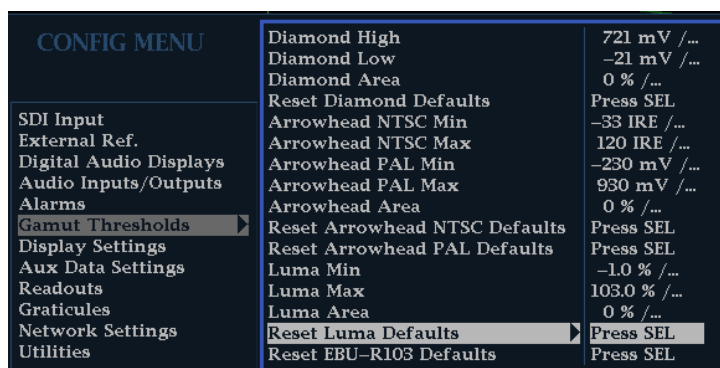 CONFIG MENU
SDI Input
External Ref.
Digital Audio Displays
Audio Inputs/Outputs
Alarms
Gamut Thresholds
Display Settings
Aux Data Settings
Readouts
Graticules
Network Settings
Utilities
Diamond High 721 mV /...
Diamond Low –21 mV /...
Diamond Area 0 % /...
Reset Diamond Defaults Press SEL
Arrowhead NTSC Min –33 IRE /...
Arrowhead NTSC Max 120 IRE /...
Arrowhead PAL Min –230 mV /...
Arrowhead PAL Max 930 mV /...
Arrowhead Area 0 % /...
Reset Arrowhead NTSC Defaults Press SEL
Reset Arrowhead PAL Defaults Press SEL
Luma Min –1.0 % /...
Luma Max 103.0 % /...
Luma Area 0 % /...
Reset Luma Defaults Press SEL
Reset EBU–R103 Defaults Press SEL